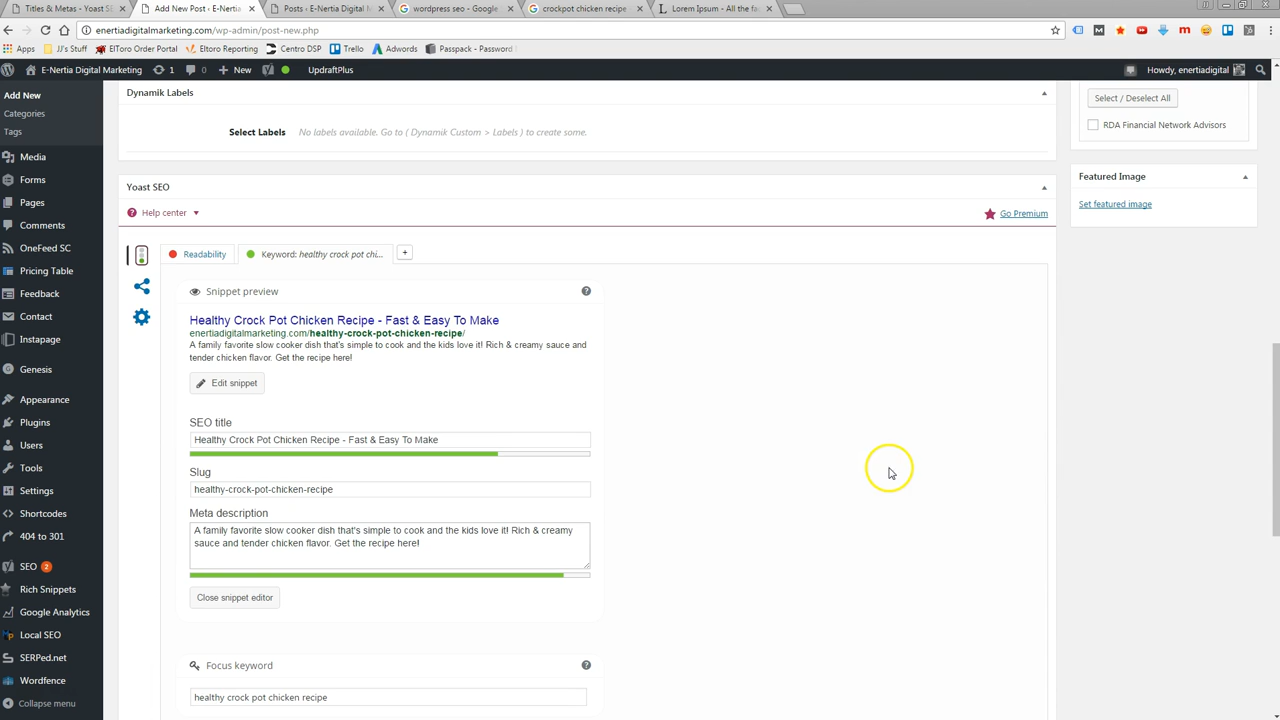 Titles & Metas - Yoast SE
Add New Post ‹ E-Nertia
Posts ‹ E-Nertia Digital M
wordpress seo - Google
crockpot chicken recipe
Lorem Ipsum - All the fa
enertiadigitalmarketing.com/wp-admin/post-new.php
Apps
JJ's Stuff
ElToro Order Portal
Eltoro Reporting
Centro DSP
Trello
Adwords
Passpack - Password
E-Nertia Digital Marketing
1
0
+ New
UpdraftPlus
Howdy, enertiadigital
Add New
Categories
Tags
Media
Forms
Pages
Comments
OneFeed SC
Pricing Table
Feedback
Contact
Instapage
Genesis
Appearance
Plugins
Users
Tools
Settings
Shortcodes
404 to 301
SEO 2
Rich Snippets
Google Analytics
Local SEO
SERPed.net
Wordfence
Collapse menu
Dynamik Labels
Select Labels
No labels available. Go to ( Dynamik Custom > Labels ) to create some.
Yoast SEO
Help center
Go Premium
Readability
Keyword: healthy crock pot chi...
+
Snippet preview
?
Healthy Crock Pot Chicken Recipe - Fast & Easy To Make
enertiadigitalmarketing.com/healthy-crock-pot-chicken-recipe/
A family favorite slow cooker dish that's simple to cook and the kids love it! Rich & creamy sauce and
tender chicken flavor. Get the recipe here!
Edit snippet
SEO title
Healthy Crock Pot Chicken Recipe - Fast & Easy To Make
Slug
healthy-crock-pot-chicken-recipe
Meta description
A family favorite slow cooker dish that's simple to cook and the kids love it! Rich & creamy
sauce and tender chicken flavor. Get the recipe here!
Close snippet editor
Focus keyword
?
healthy crock pot chicken recipe
Select / Deselect All
RDA Financial Network Advisors
Featured Image
Set featured image